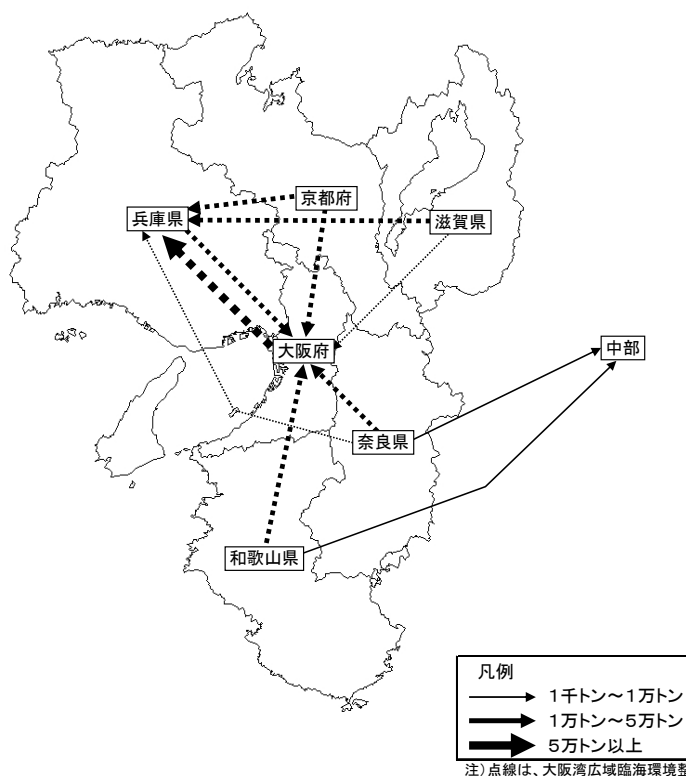 京都府
兵庫県
滋賀県
大阪府
中部
奈良県
和歌山県
凡例
1千トン～1万トン
1万トン～5万トン
5万トン以上
注)点線は、大阪湾広域臨海環境整